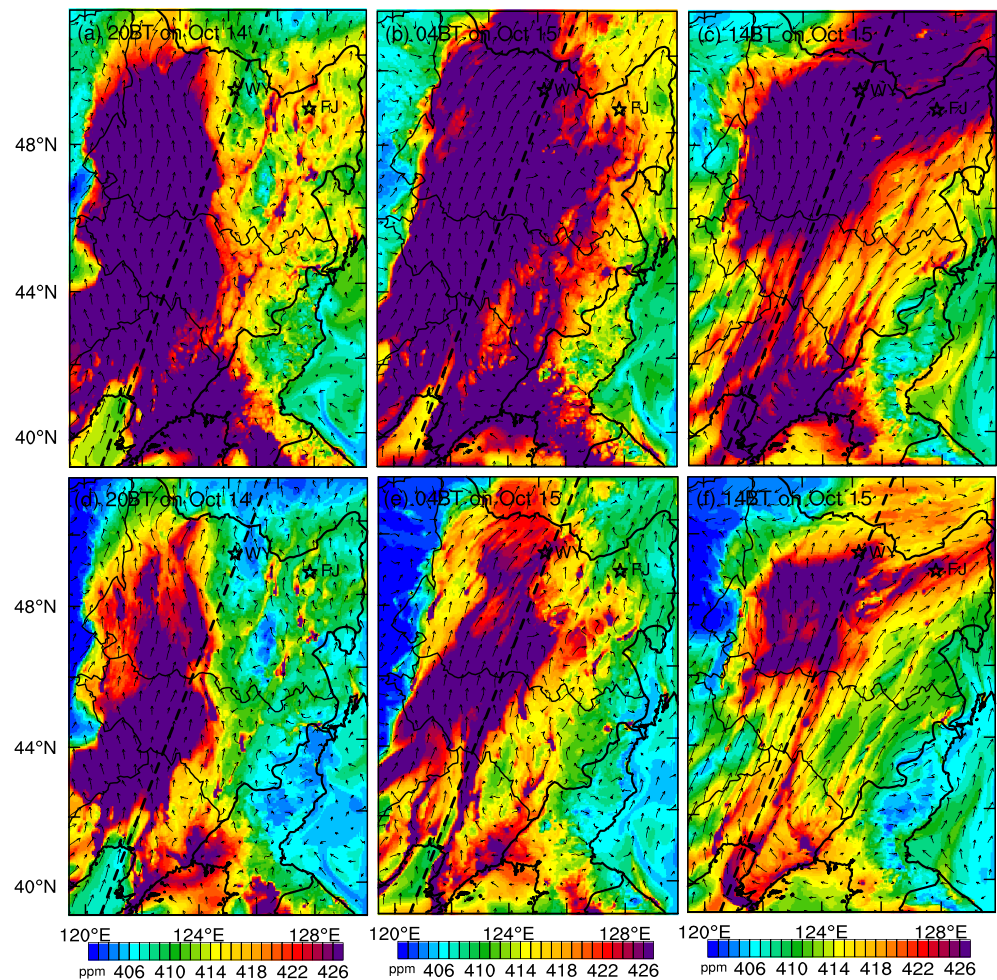 (a) 20BT on Oct 14
(b) 04BT on Oct 15
(c) 14BT on Oct 15
WY
FJ
WY
FJ
WY
FJ
48°N
44°N
40°N
(d) 20BT on Oct 14
(e) 04BT on Oct 15
(f) 14BT on Oct 15
WY
FJ
WY
FJ
WY
FJ
48°N
44°N
40°N
120°E 124°E 128°E 120°E 124°E 128°E 120°E 124°E 128°E
ppm 406 410 414 418 422 426 ppm 406 410 414 418 422 426 ppm 406 410 414 418 422 426